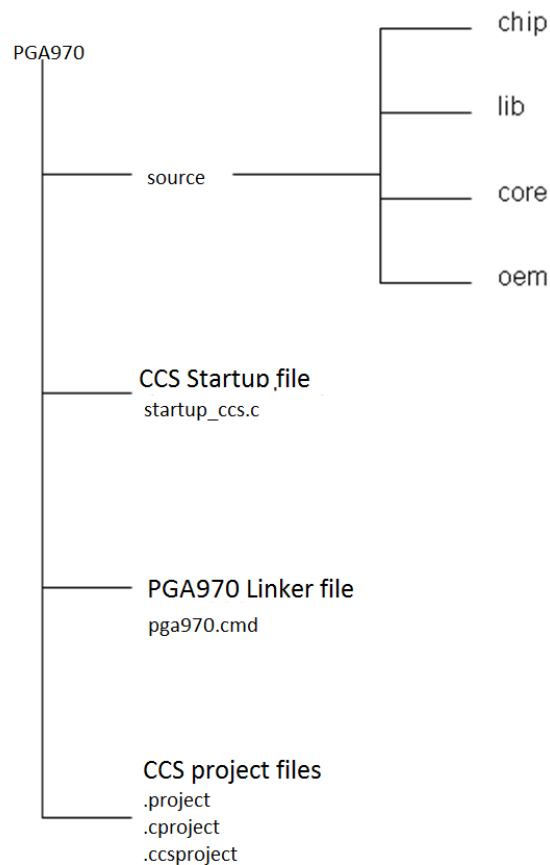 PGA970
chip
lib
source
core
oem
CCS Startup file
startup_ccs.c
PGA970 Linker file
pga970.cmd
CCS project files
.project
.cproject
.ccsproject